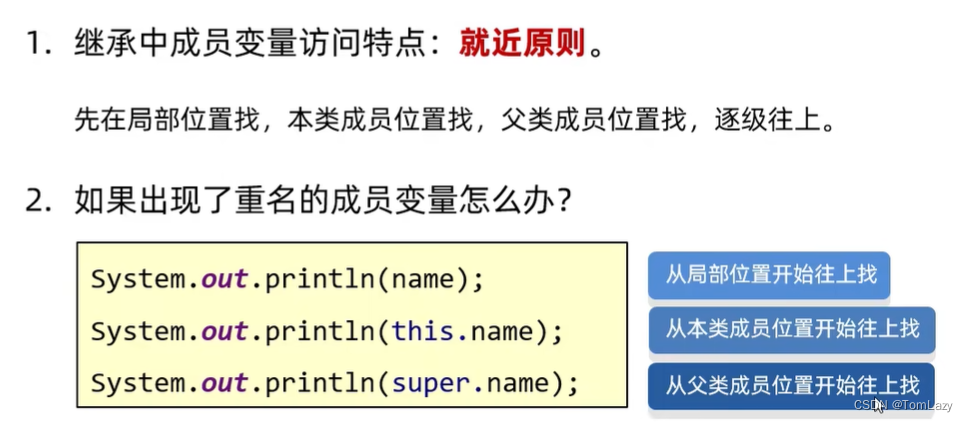 1. 继承中成员变量访问特点：就近原则。
先在局部位置找，本类成员位置找，父类成员位置找，逐级往上。
2. 如果出现了重名的成员变量怎么办？
System.out.println(name);
从局部位置开始往上找
System.out.println(this.name);
从本类成员位置开始往上找
System.out.println(super.name);
从父类成员位置开始往上找
CSDN @TomLazy